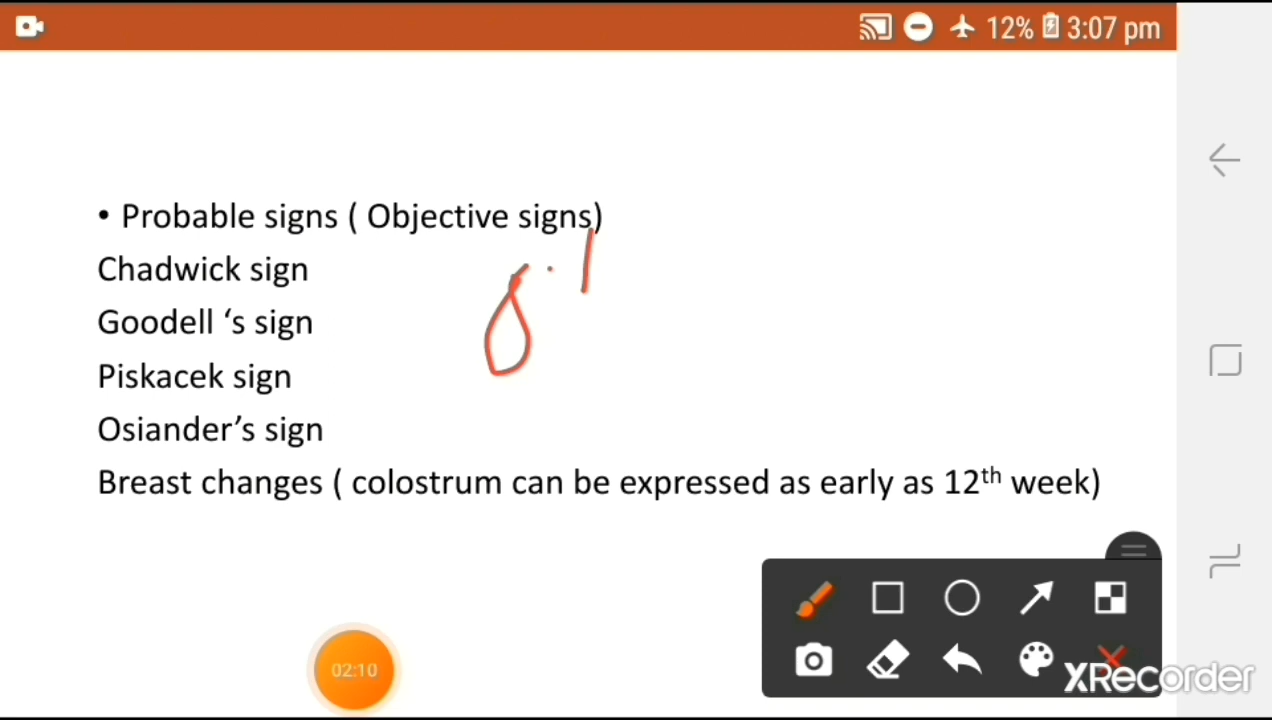 12% 3:07 pm
• Probable signs ( Objective signs)
Chadwick sign
Goodell ‘s sign
Piskacek sign
Osiander’s sign
Breast changes ( colostrum can be expressed as early as 12th week)
02:10
XRecorder